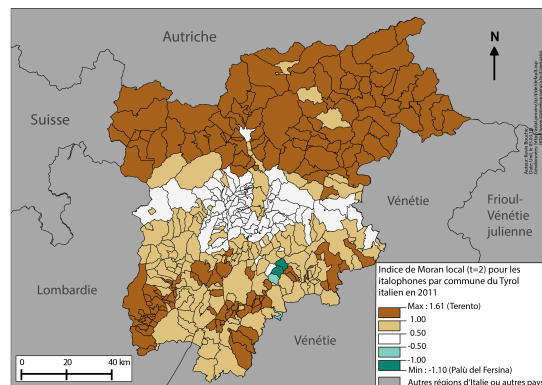 Autriche
N
Suisse
Vénétie
Frioul-
Vénétie
julienne
Lombardie
Vénétie
Indice de Moran local (t=2) pour les
italophones par commune du Tyrol
italien en 2011
Max : 1.61 (Terento)
1.00
0.50
-0.50
-1.00
Min : -1.10 (Palù del Fersina)
Autres régions d'Italie ou autres pays
0 20 40 km